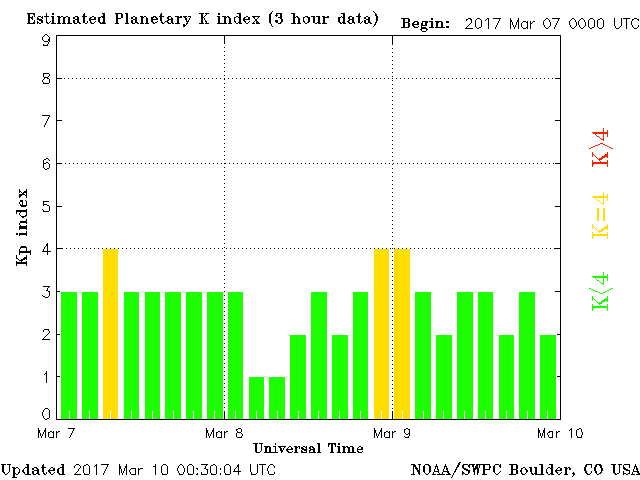 Estimated Planetary K index (3 hour data)
Begin: 2017 Mar 07 0000 UTC
9
8
7
6
5
4
3
2
1
0
Kp index
Mar 7
Mar 8
Mar 9
Mar 10
Universal Time
K>4
K=4
K<4
Updated 2017 Mar 10 00:30:04 UTC
NOAA/SWPC Boulder, CO USA